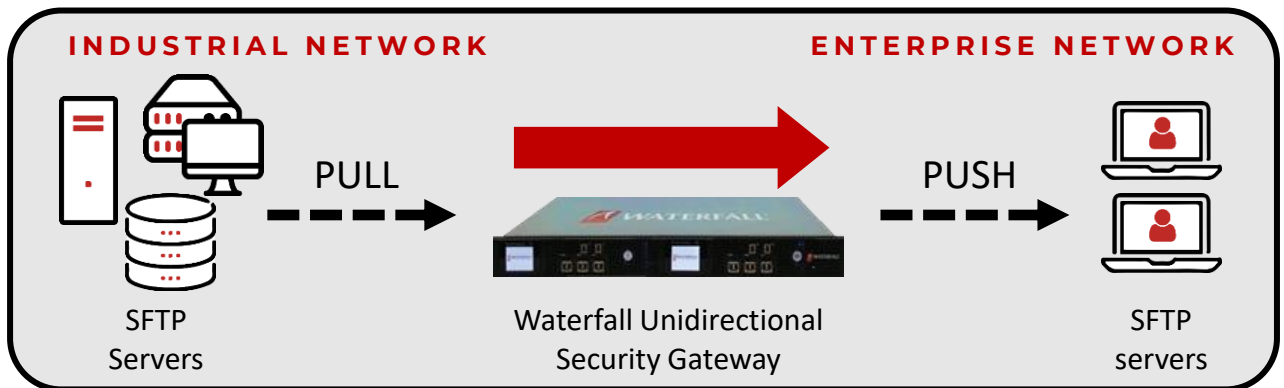 INDUSTRIAL NETWORK
ENTERPRISE NETWORK
PULL
PUSH
WATERFALL
SFTP
Servers
Waterfall Unidirectional
Security Gateway
SFTP
servers